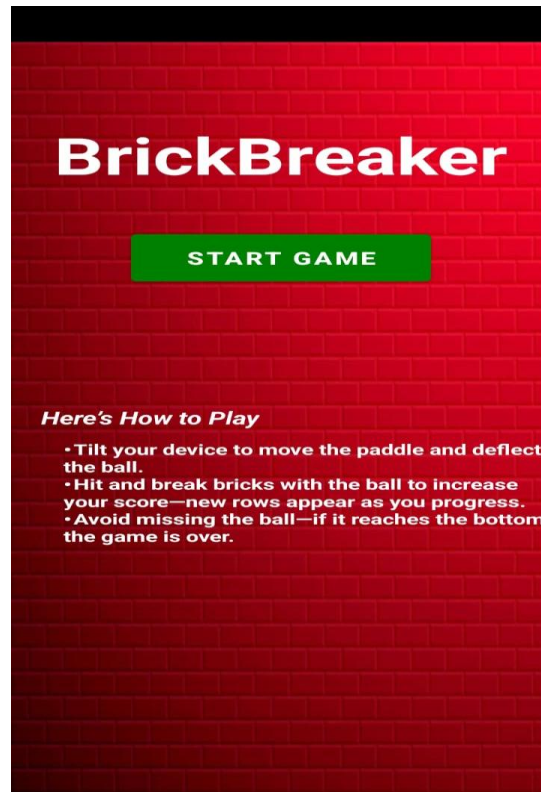 BrickBreaker
START GAME
Here's How to Play
•Tilt your device to move the paddle and deflect
the ball.
•Hit and break bricks with the ball to increase
your score—new rows appear as you progress.
•Avoid missing the ball—if it reaches the bottom
the game is over.